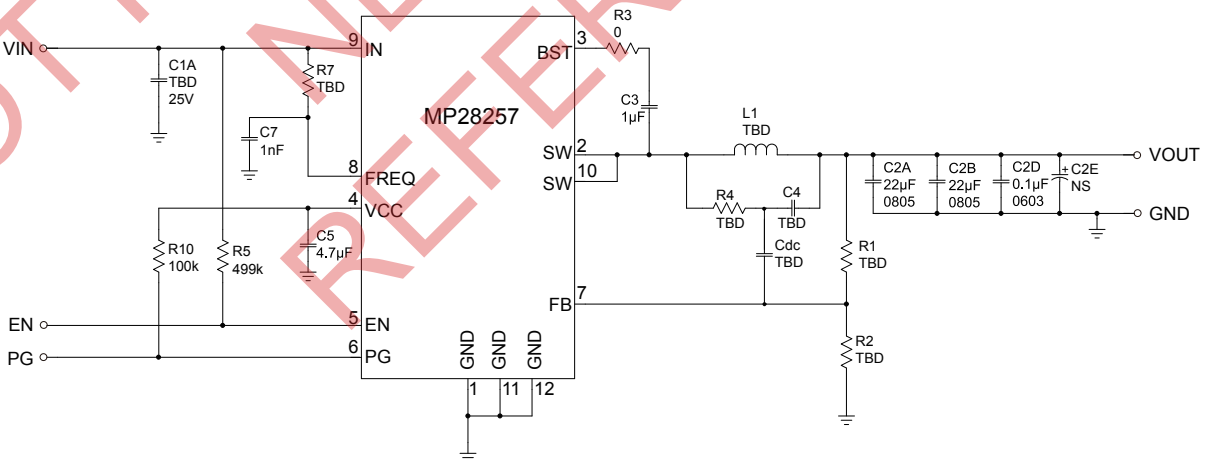 OT
NE
REFER
VIN
9
IN
C1A
TBD
25V
R7
TBD
C7
1nF
8
FREQ
4
VCC
C5
4.7µF
R10
100k
R5
499k
EN
5
EN
PG
6
PG
MP28257
GND
GND
GND
1
11
12
BST
3
R3
0
C3
1µF
SW
2
SW
10
L1
TBD
R4
TBD
C4
TBD
Cdc
TBD
FB
7
R1
TBD
R2
TBD
C2A
22µF
0805
C2B
22µF
0805
C2D
0.1µF
0603
+
C2E
NS
VOUT
GND